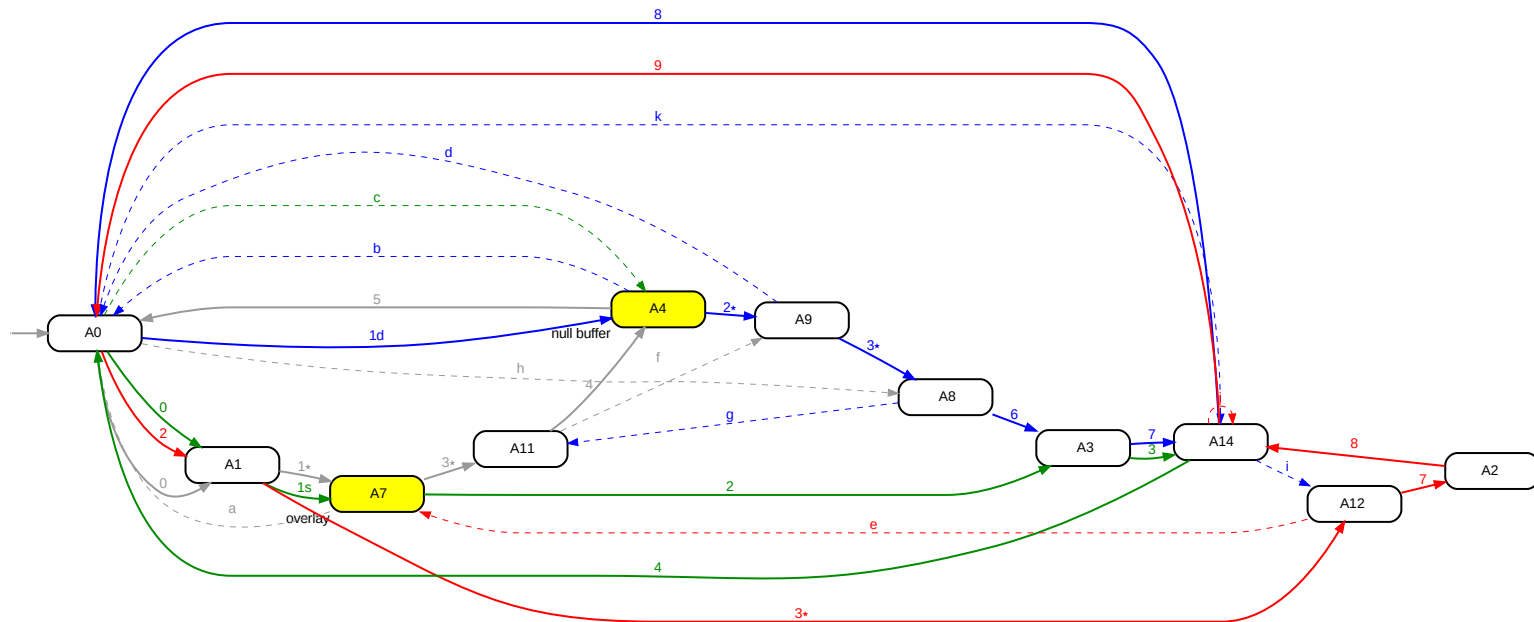 8
9
k
d
c
b
5
A4
2⋆
A9
A0
1d
null buffer
3⋆
f
h
4
A8
0
g
6
2
A11
A3
7
3
A14
8
A1
1⋆
3⋆
A2
0
1s
A7
2
i
7
a
overlay
A12
e
4
3⋆